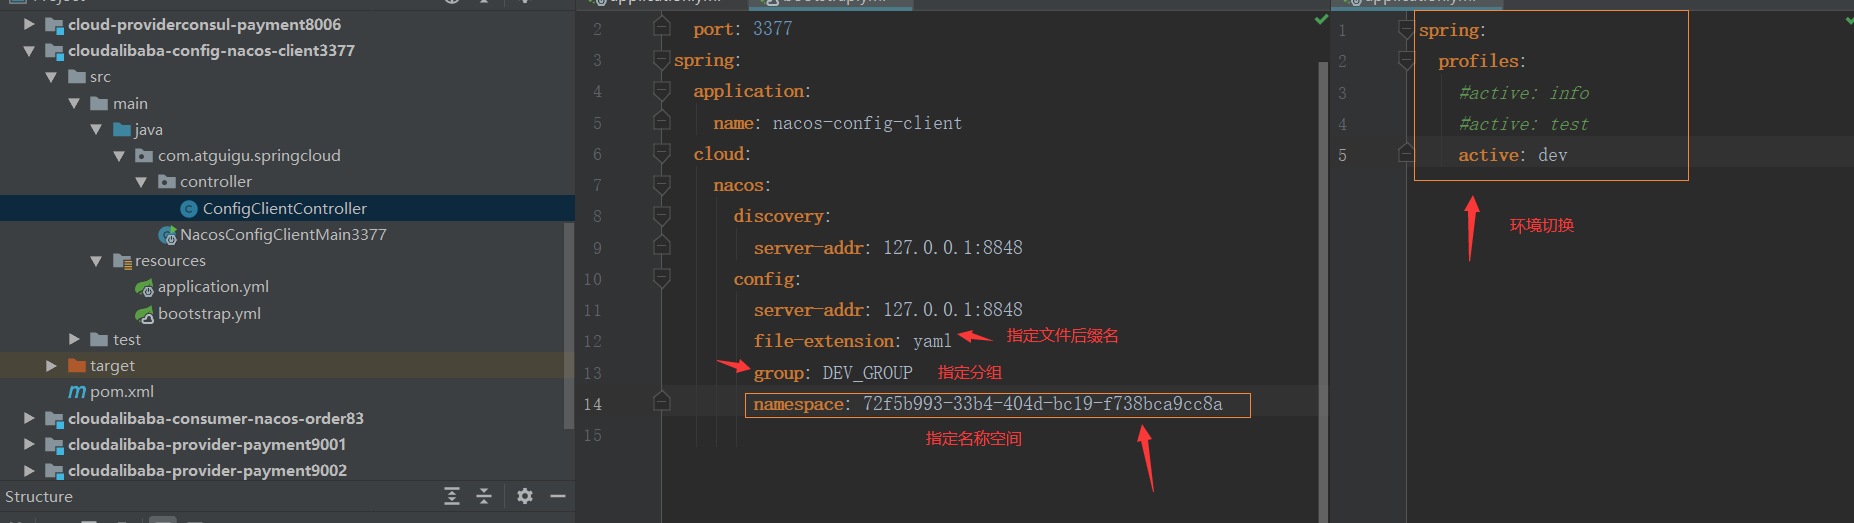 cloud-providerconsul-payment8006
cloudalibaba-config-nacos-client3377
src
main
java
com.atguigu.springcloud
controller
ConfigClientController
NacosConfigClientMain3377
resources
application.yml
bootstrap.yml
test
target
pom.xml
cloudalibaba-consumer-nacos-order83
cloudalibaba-provider-payment9001
cloudalibaba-provider-payment9002
Structure
2 port: 3377
3 spring:
4 application:
5 name: nacos-config-client
6 cloud:
7 nacos:
8 discovery:
9 server-addr: 127.0.0.1:8848
10 config:
11 server-addr: 127.0.0.1:8848
12 file-extension: yaml 指定文件后缀名
13 group: DEV_GROUP 指定分组
14 namespace: 72f5b993-33b4-404d-bc19-f738bca9cc8a
15
指定名称空间
1 spring:
2 profiles:
3 #active: info
4 #active: test
5 active: dev
环境切换